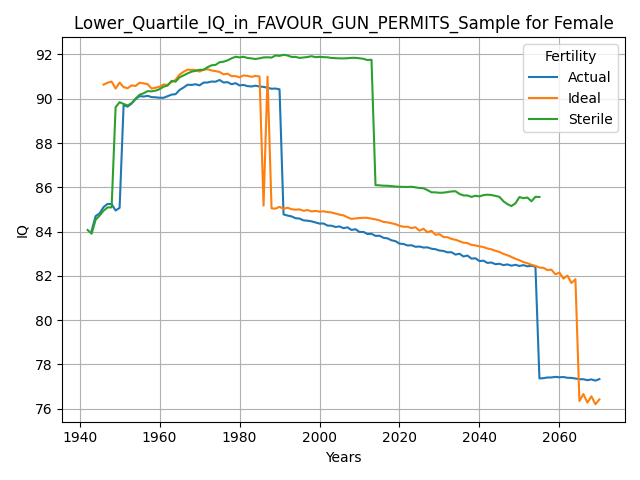 Lower_Quartile_IQ_in_FAVOUR_GUN_PERMITS_Sample for Female
Fertility
Actual
Ideal
Sterile
IQ
92
90
88
86
84
82
80
78
76
1940
1960
1980
2000
2020
2040
2060
Years